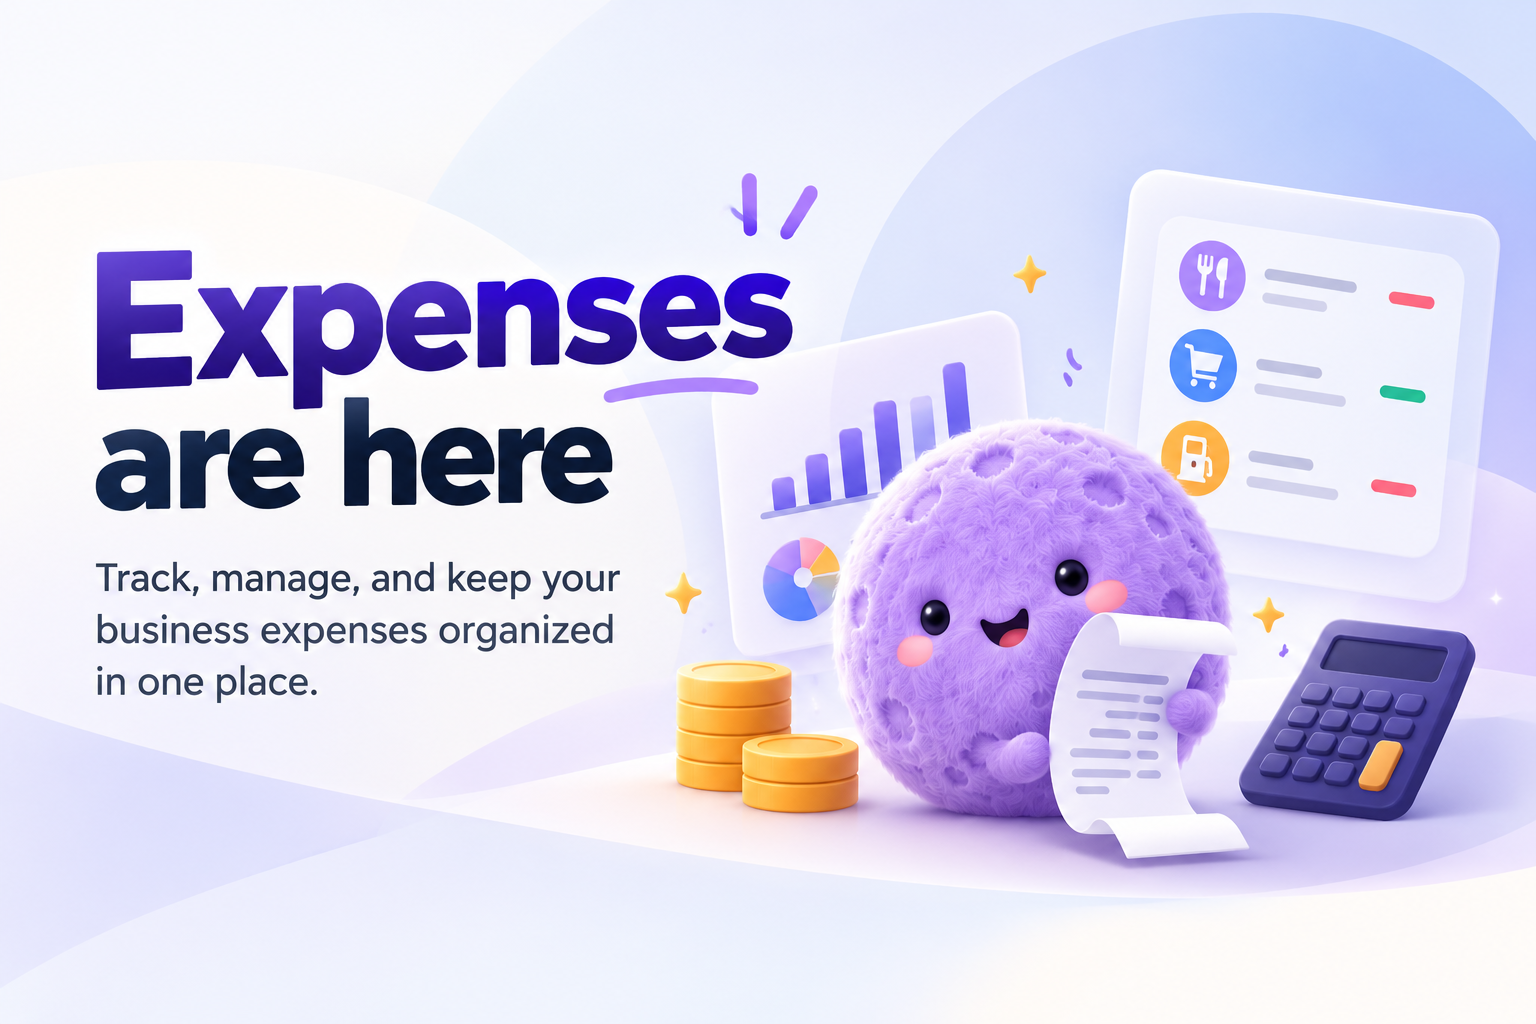 Expenses
are here
Track, manage, and keep your
business expenses organized
in one place.